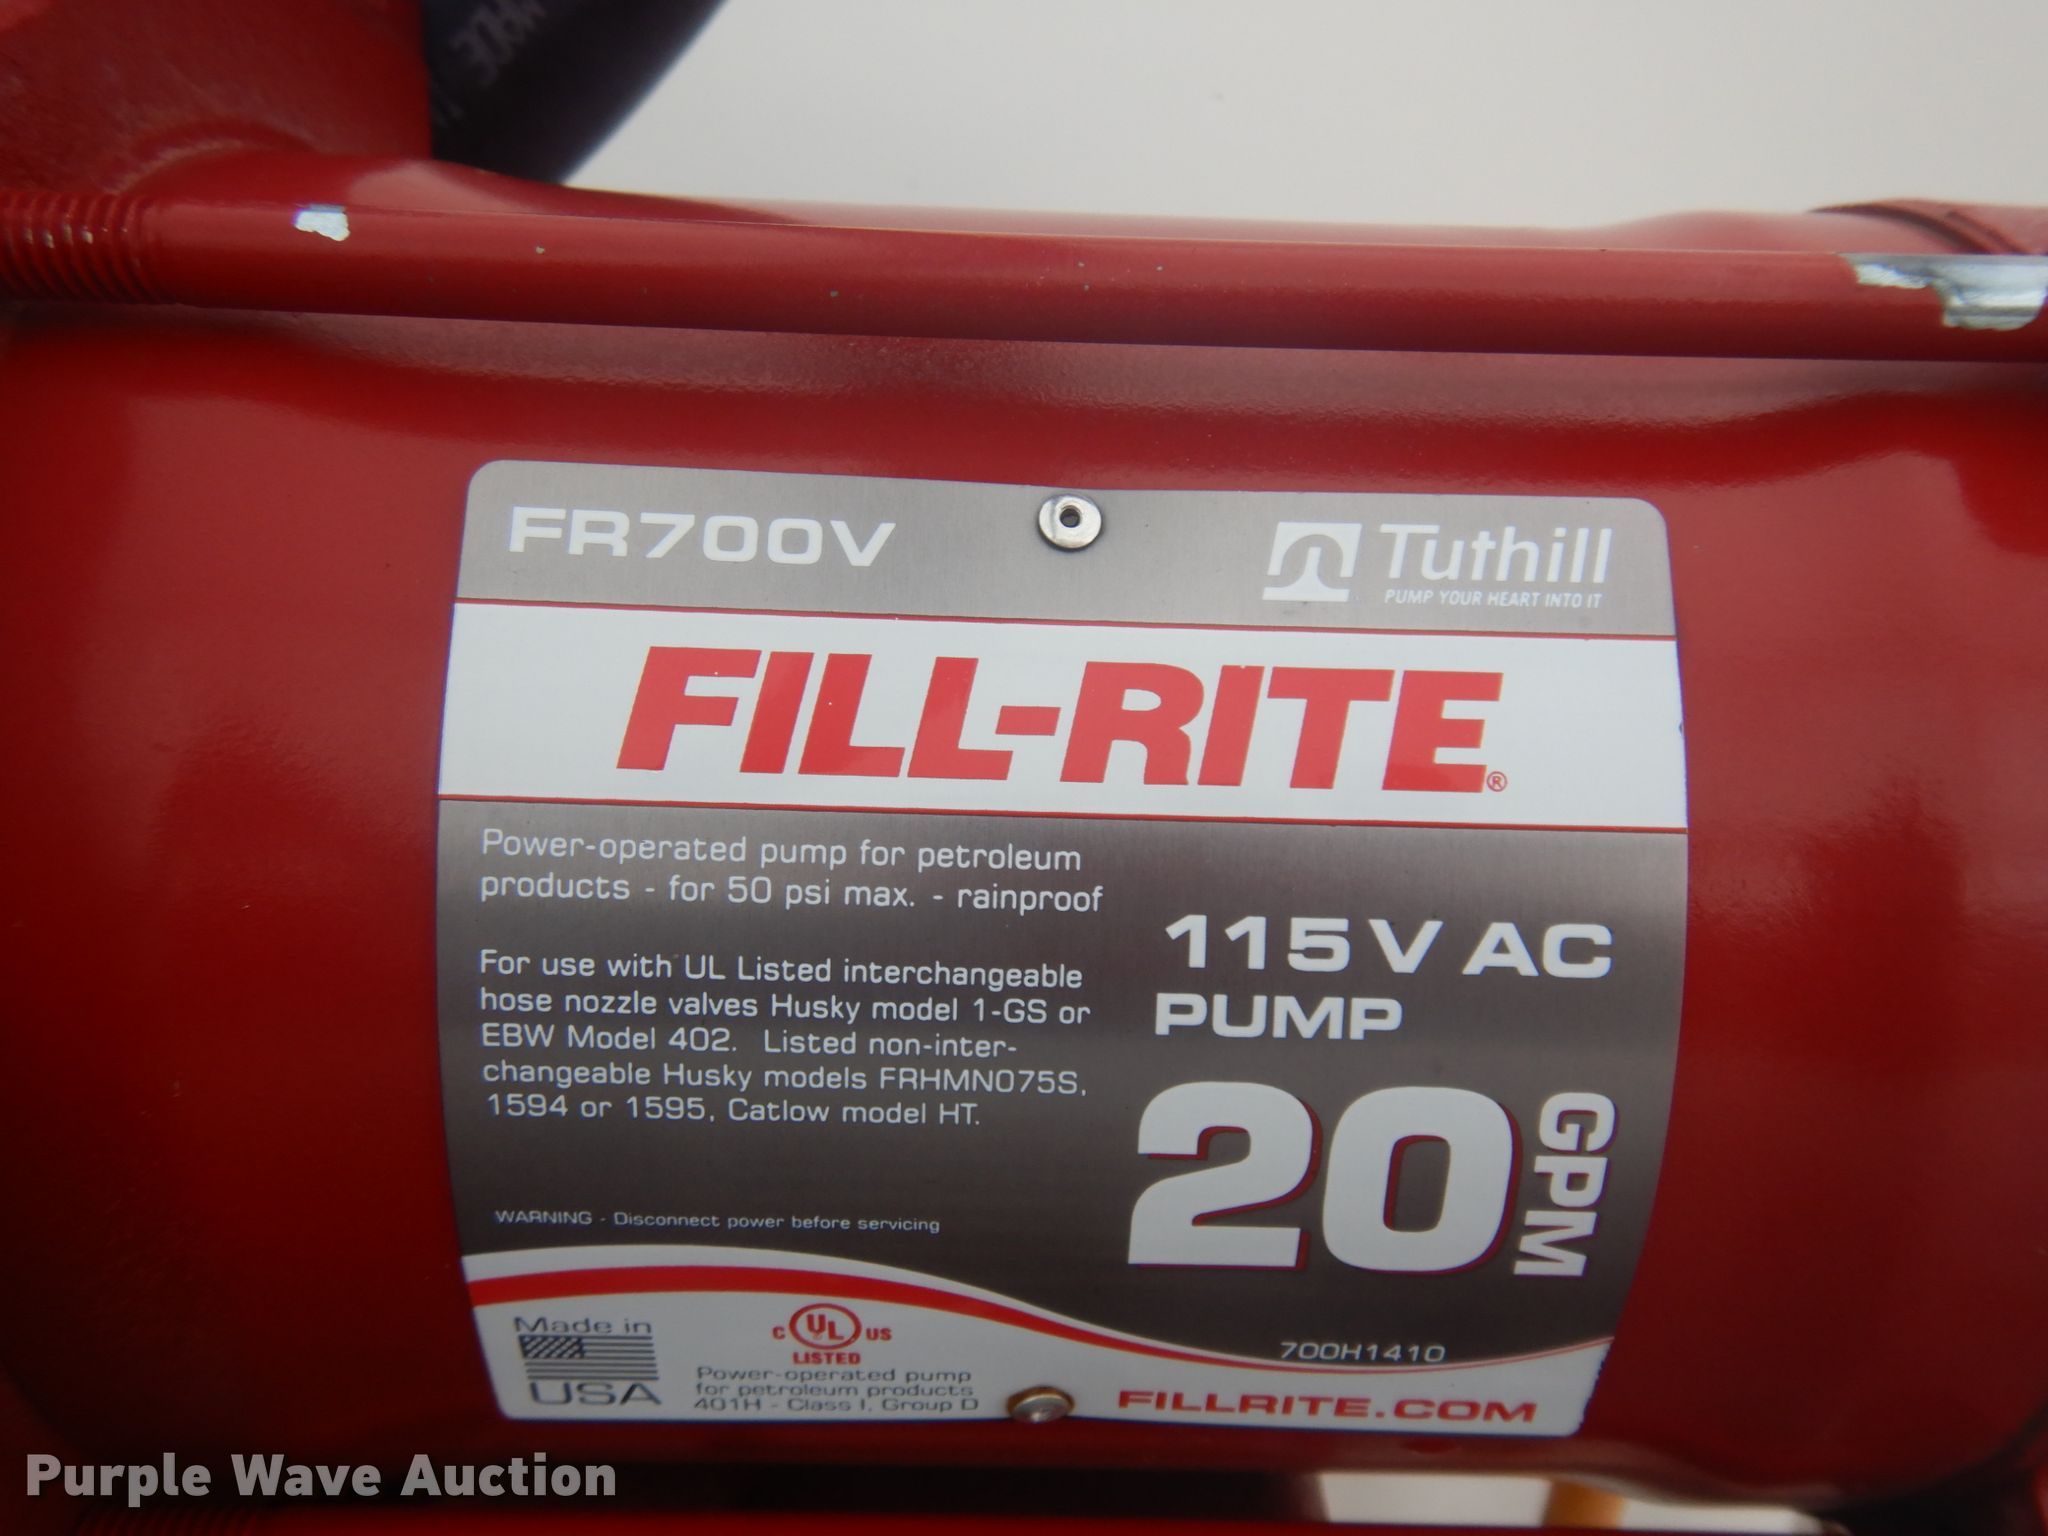 FR700V
Tuthill
PUMP YOUR HEART INTO IT
FILL-RITE®
Power-operated pump for petroleum
products - for 50 psi max. - rainproof
For use with UL Listed interchangeable
hose nozzle valves Husky model 1-GS or
EBW Model 402. Listed non-inter-
changeable Husky models FRHMN075S,
1594 or 1595, Catlow model HT.
WARNING - Disconnect power before servicing
115 V AC
PUMP
20 GPM
700H1410
Made in
USA
C UL US
LISTED
Power-operated pump
for petroleum products
401H - Class I, Group D
FILLRITE.COM
Purple Wave Auction